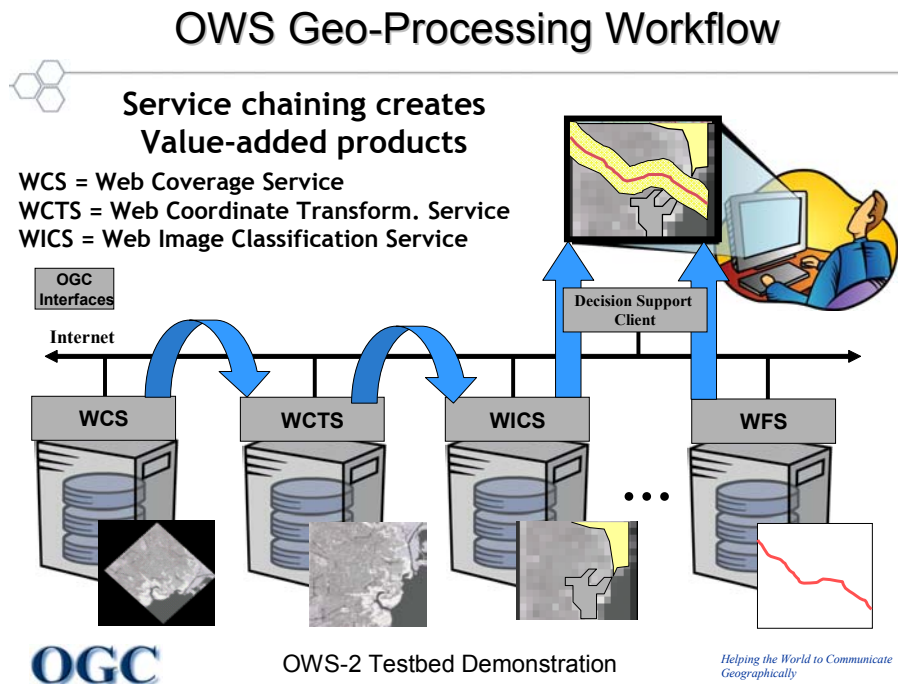 OWS Geo-Processing Workflow
Service chaining creates
Value-added products
WCS = Web Coverage Service
WCTS = Web Coordinate Transform. Service
WICS = Web Image Classification Service
OGC
Interfaces
Decision Support
Client
Internet
WCS
WCTS
WICS
WFS
...
OGC
OWS-2 Testbed Demonstration
Helping the World to Communicate
Geographically